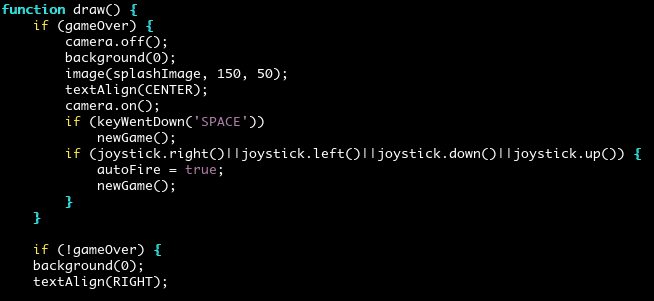 function draw() {
    if (gameOver) {
        camera.off();
        background(0);
        image(splashImage, 150, 50);
        textAlign(CENTER);
        camera.on();
        if (keyWentDown('SPACE'))
            newGame();
        if (joystick.right()||joystick.left()||joystick.down()||joystick.up()) {
            autoFire = true;
            newGame();
        }
    }

    if (!gameOver) {
    background(0);
    textAlign(RIGHT);